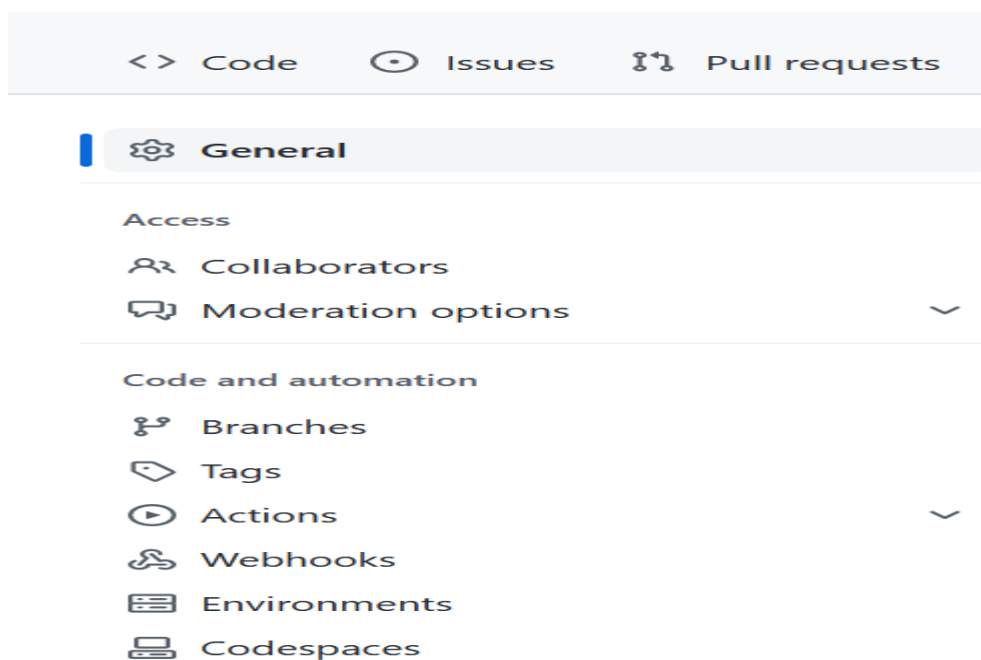 Code Issues Pull requests
General
Access
Collaborators
Moderation options
Code and automation
Branches
Tags
Actions
Webhooks
Environments
Codespaces